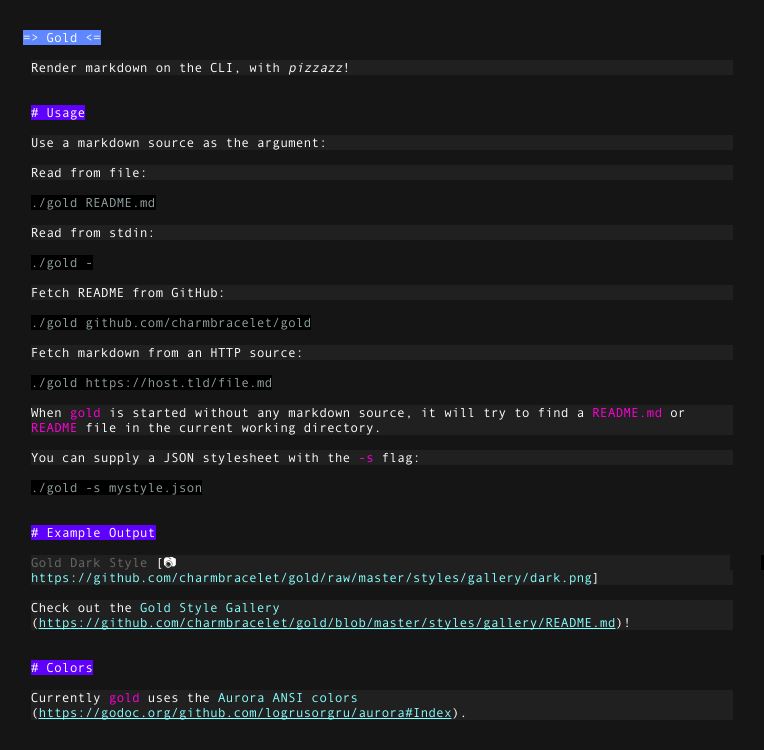 => Gold <=
Render markdown on the CLI, with pizzazz!
# Usage
Use a markdown source as the argument:
Read from file:
./gold README.md
Read from stdin:
./gold -
Fetch README from GitHub:
./gold github.com/charmbracelet/gold
Fetch markdown from an HTTP source:
./gold https://host.tld/file.md
When gold is started without any markdown source, it will try to find a README.md or
README file in the current working directory.
You can supply a JSON stylesheet with the -s flag:
./gold -s mystyle.json
# Example Output
Gold Dark Style [📷
https://github.com/charmbracelet/gold/raw/master/styles/gallery/dark.png]
Check out the Gold Style Gallery
(https://github.com/charmbracelet/gold/blob/master/styles/gallery/README.md)!
# Colors
Currently gold uses the Aurora ANSI colors
(https://godoc.org/github.com/logrusorgru/aurora#Index).